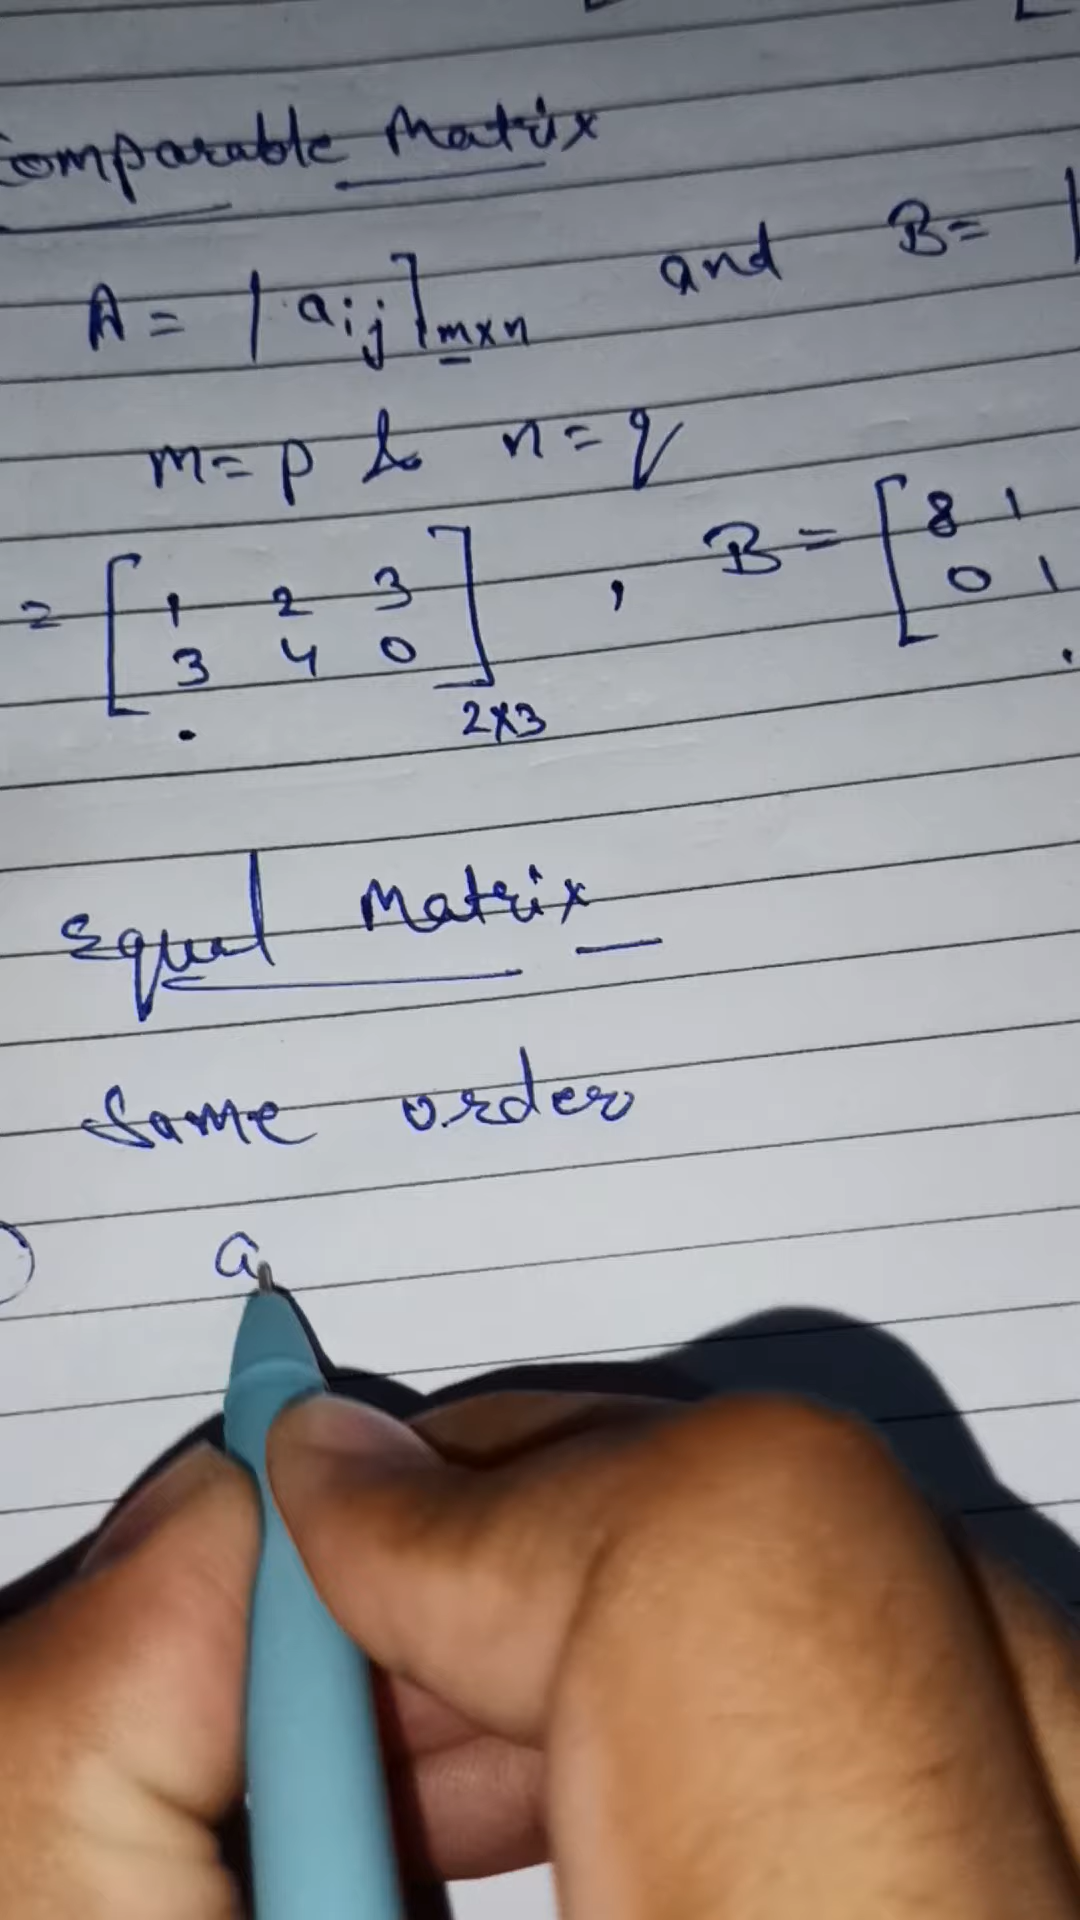 Comparable Matrix
A = [aij]m×n and B = [
m = p & n = q
= [1 2 3
3 4 0]2×3 , B = [8 1
0 1
Equal Matrix
Same order
a